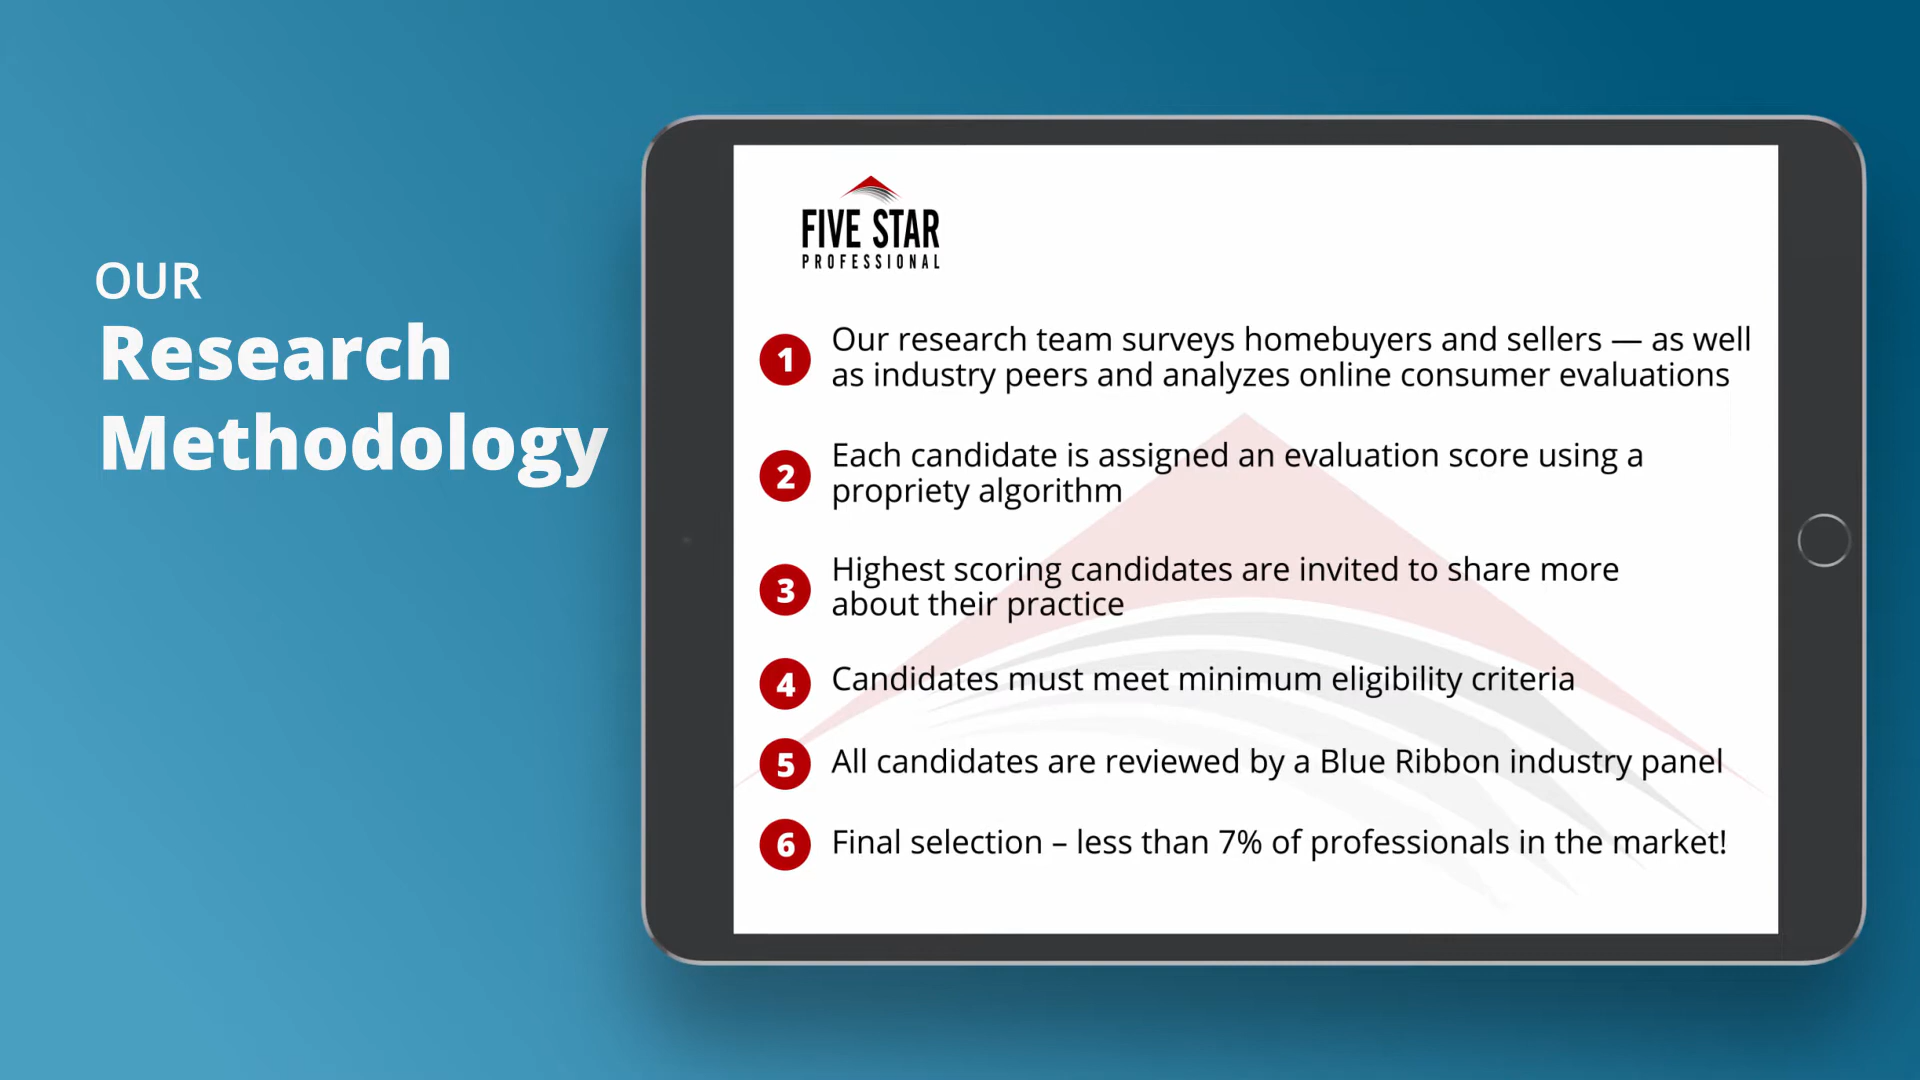 OUR
Research
Methodology
FIVE STAR
PROFESSIONAL
1 Our research team surveys homebuyers and sellers — as well
as industry peers and analyzes online consumer evaluations
2 Each candidate is assigned an evaluation score using a
propriety algorithm
3 Highest scoring candidates are invited to share more
about their practice
4 Candidates must meet minimum eligibility criteria
5 All candidates are reviewed by a Blue Ribbon industry panel
6 Final selection – less than 7% of professionals in the market!